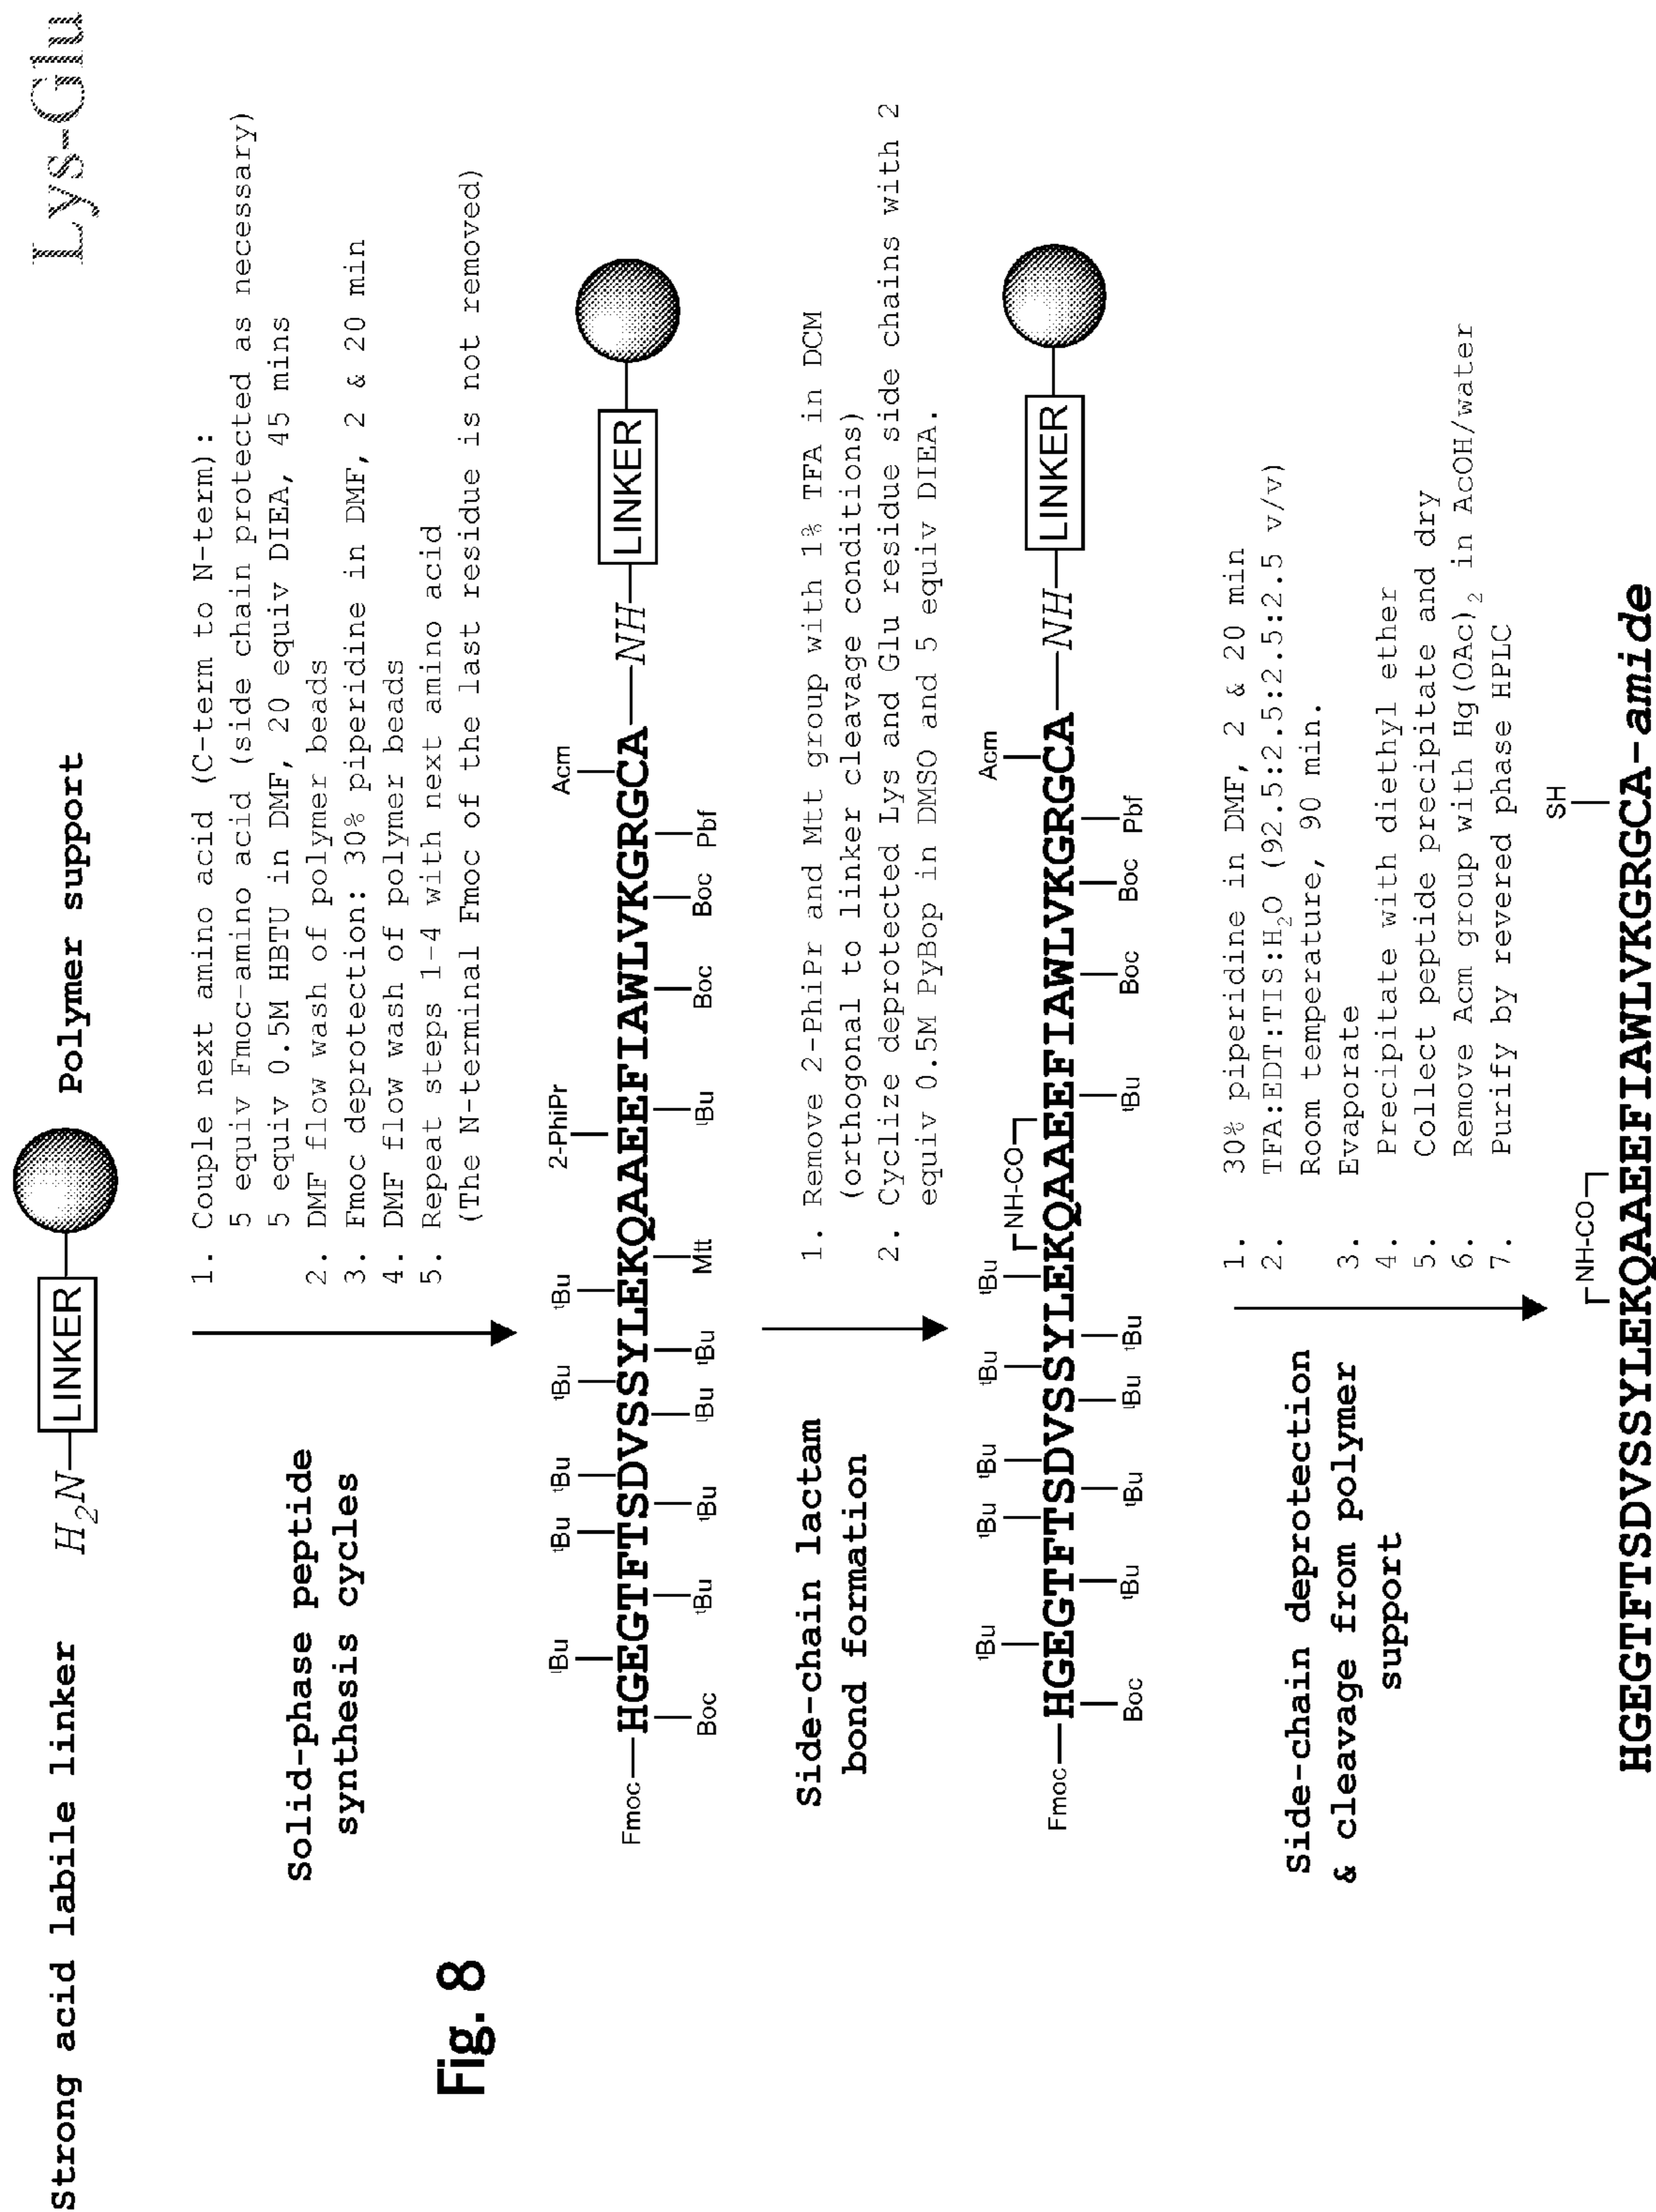 Lys-Glu
Strong acid labile linker
H2N
LINKER
Polymer support
Solid-phase peptide
synthesis cycles
1. Couple next amino acid (C-term to N-term):
5 equiv Fmoc-amino acid (side chain protected as necessary)
5 equiv 0.5M HBTU in DMF, 20 equiv DIEA, 45 mins
2. DMF flow wash of polymer beads
3. Fmoc deprotection: 30% piperidine in DMF, 2 & 20 min
4. DMF flow wash of polymer beads
5. Repeat steps 1-4 with next amino acid
(The N-terminal Fmoc of the last residue is not removed)
Fig. 8
tBu tBu tBu tBu tBu 2-PhiPr Acm
Fmoc HGEGTFTSDVSSYLEKQAAEEFIAWLVKGRGCA NH LINKER
Boc tBu tBu tBu tBu Mtt tBu Boc Boc Pbf
Side-chain lactam
bond formation
1. Remove 2-PhiPr and Mtt group with 1% TFA in DCM
(orthogonal to linker cleavage conditions)
2. Cyclize deprotected Lys and Glu residue side chains with 2
equiv 0.5M PyBop in DMSO and 5 equiv DIEA.
tBu tBu tBu tBu tBu NH-CO Acm
Fmoc HGEGTFTSDVSSYLEKQAAEEFIAWLVKGRGCA NH LINKER
Boc tBu tBu tBu tBu tBu Boc Boc Pbf
Side-chain deprotection
& cleavage from polymer
support
1. 30% piperidine in DMF, 2 & 20 min
2. TFA:EDT:TIS:H2O (92.5:2.5:2.5:2.5 v/v)
Room temperature, 90 min.
3. Evaporate
4. Precipitate with diethyl ether
5. Collect peptide precipitate and dry
6. Remove Acm group with Hg(OAc)2 in AcOH/water
7. Purify by revered phase HPLC
NH-CO SH
HGEGTFTSDVSSYLEKQAAEEFIAWLVKGRGCA-amide